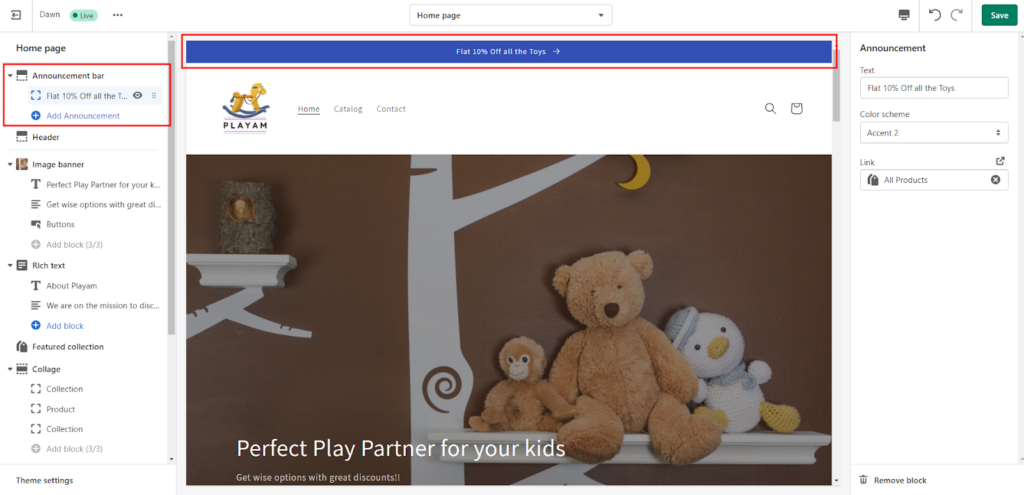 Dawn
Live
Home page
Save
Home page
Announcement bar
Flat 10% Off all the T...
Add Announcement
Header
Image banner
Perfect Play Partner for your k...
Get wise options with great di...
Buttons
Add block (3/3)
Rich text
About Playam
We are on the mission to disc...
Add block
Featured collection
Collage
Collection
Product
Collection
Add block (3/3)
Theme settings
Flat 10% Off all the Toys →
PLAYAM
Home
Catalog
Contact
Perfect Play Partner for your kids
Get wise options with great discounts!!
Announcement
Text
Flat 10% Off all the Toys
Color scheme
Accent 2
Link
All Products
Remove block